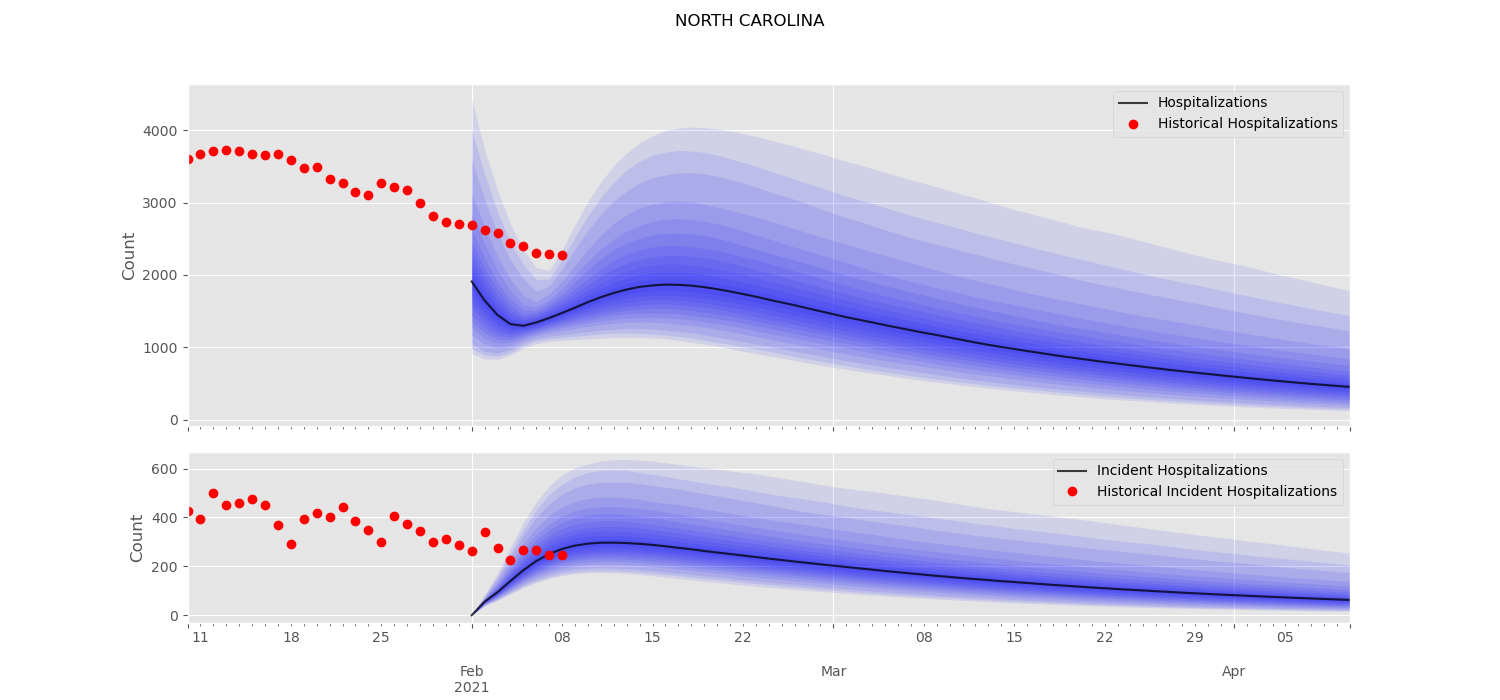 NORTH CAROLINA
Hospitalizations
Historical Hospitalizations
Count
4000
3000
2000
1000
0
Incident Hospitalizations
Historical Incident Hospitalizations
Count
600
400
200
0
11 18 25 08 15 22 08 15 22 29 05
Feb Mar Apr
2021